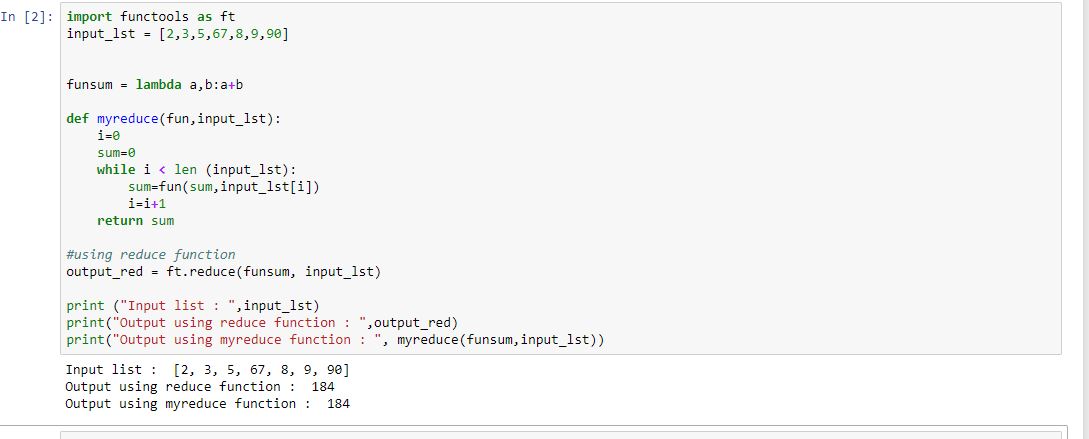 In [2]:
import functools as ft
input_lst = [2,3,5,67,8,9,90]
funsum = lambda a,b:a+b
def myreduce(fun,input_lst):
    i=0
    sum=0
    while i < len (input_lst):
        sum=fun(sum,input_lst[i])
        i=i+1
    return sum
#using reduce function
output_red = ft.reduce(funsum, input_lst)
print ("Input list : ",input_lst)
print("Output using reduce function : ",output_red)
print("Output using myreduce function : ", myreduce(funsum,input_lst))
Input list :  [2, 3, 5, 67, 8, 9, 90]
Output using reduce function :  184
Output using myreduce function :  184